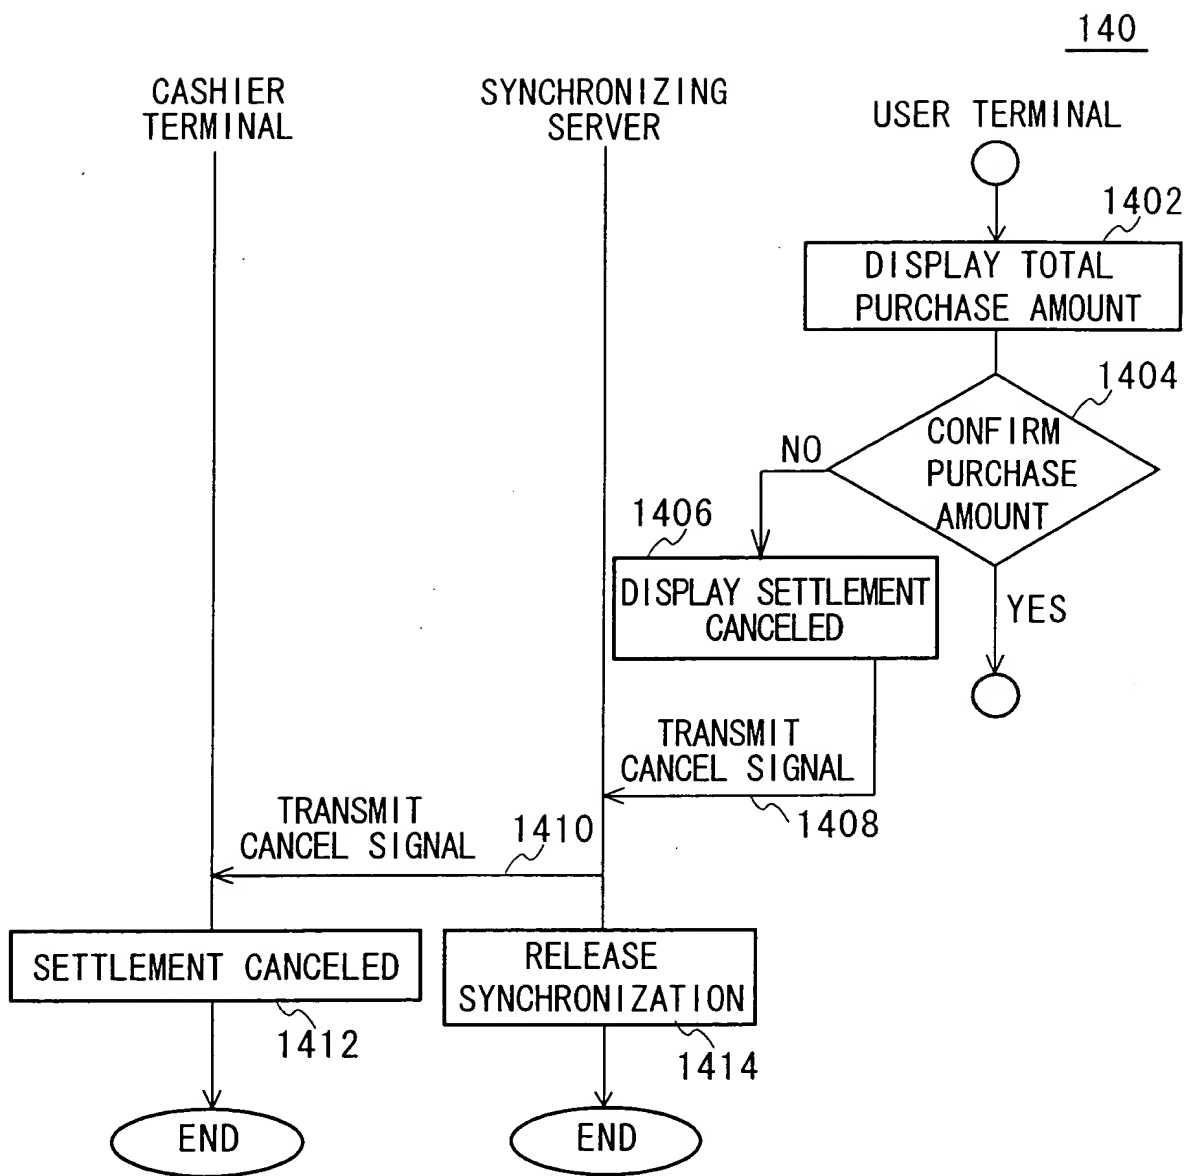 140
CASHIER
TERMINAL
SYNCHRONIZING
SERVER
USER TERMINAL
1402
DISPLAY TOTAL
PURCHASE AMOUNT
1404
CONFIRM
PURCHASE
AMOUNT
NO
YES
1406
DISPLAY SETTLEMENT
CANCELED
TRANSMIT
CANCEL SIGNAL
1408
TRANSMIT
CANCEL SIGNAL
1410
SETTLEMENT CANCELED
1412
RELEASE
SYNCHRONIZATION
1414
END
END